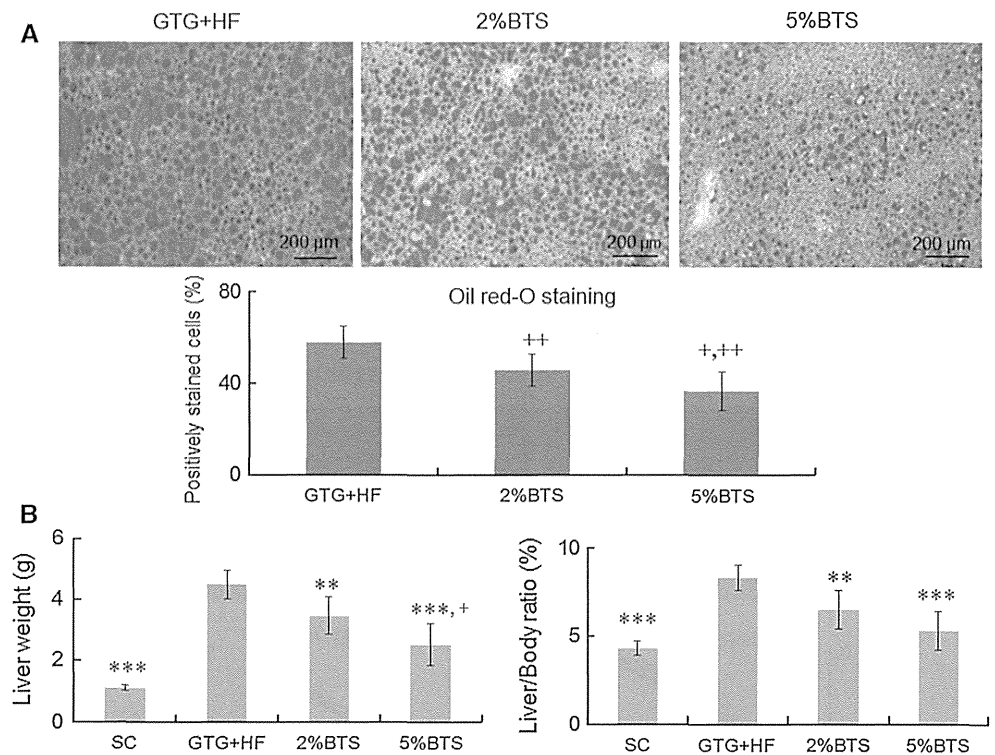 A
GTG+HF
2%BTS
5%BTS
200 μm
200 μm
200 μm
Oil red-O staining
Positively stained cells (%)
80
40
0
++
+,++
GTG+HF
2%BTS
5%BTS
B
Liver weight (g)
6
4
2
0
***
**
***, +
SC
GTG+HF
2%BTS
5%BTS
Liver/Body ratio (%)
10
5
0
***
**
***
SC
GTG+HF
2%BTS
5%BTS